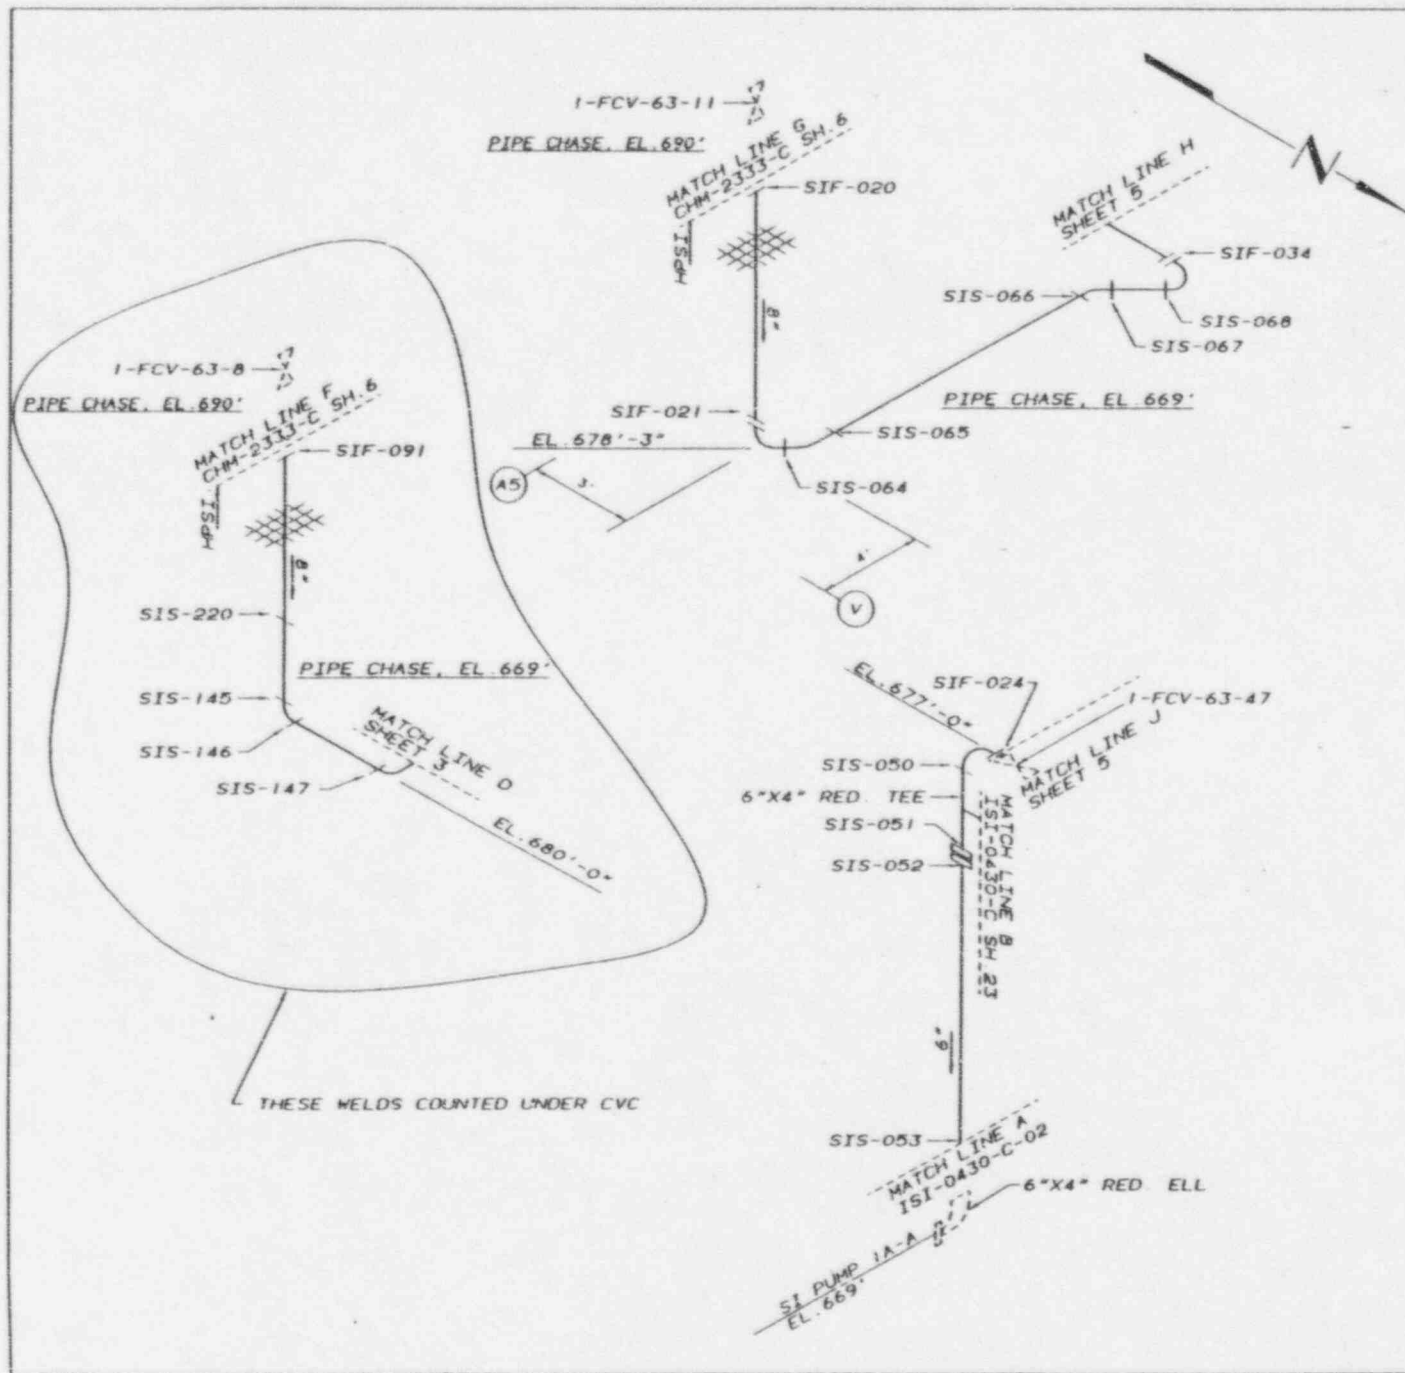 1-FCV-63-11
PIPE CHASE, EL.690'
MATCH LINE G
CHM-2333-C SH.6
SIF-020
HPSI
8"
N
MATCH LINE H
SHEET 5
SIF-034
SIS-066
SIS-068
SIS-067
PIPE CHASE, EL.669'
SIF-021
EL.678'-3"
SIS-065
SIS-064
A5
3'
4'
V
1-FCV-63-8
PIPE CHASE, EL.690'
MATCH LINE F
CHM-2333-C SH.6
SIF-091
HPSI
8"
SIS-220
PIPE CHASE, EL.669'
SIS-145
SIS-146
SIS-147
MATCH LINE D
SHEET 3
EL.680'-0"
THESE WELDS COUNTED UNDER CVC
EL.677'-0"
SIF-024
1-FCV-63-47
MATCH LINE J
SHEET 5
SIS-050
6"X4" RED. TEE
SIS-051
SIS-052
MATCH LINE B
ISI-0430-C SH.23
6"
SIS-053
MATCH LINE A
ISI-0430-C-02
6"X4" RED. ELL
SI PUMP 1A-A
EL.669'